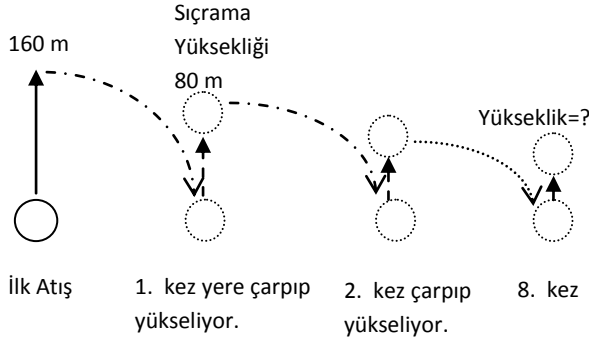 Sıçrama
Yüksekliği
160 m
80 m
Yükseklik=?
İlk Atış
1. kez yere çarpıp
yükseliyor.
2. kez çarpıp
yükseliyor.
8. kez